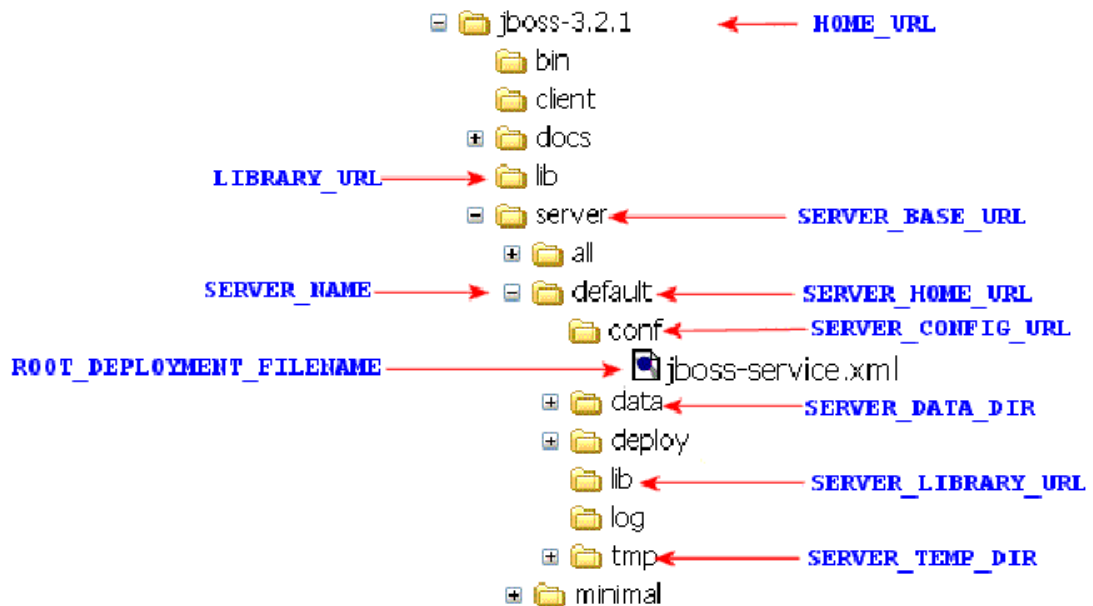 jboss-3.2.1 HOME_URL
bin
client
docs
LIBRARY_URL lib
server SERVER_BASE_URL
all
SERVER_NAME default SERVER_HOME_URL
conf SERVER_CONFIG_URL
ROOT_DEPLOYMENT_FILENAME jboss-service.xml
data SERVER_DATA_DIR
deploy
lib SERVER_LIBRARY_URL
log
tmp SERVER_TEMP_DIR
minimal